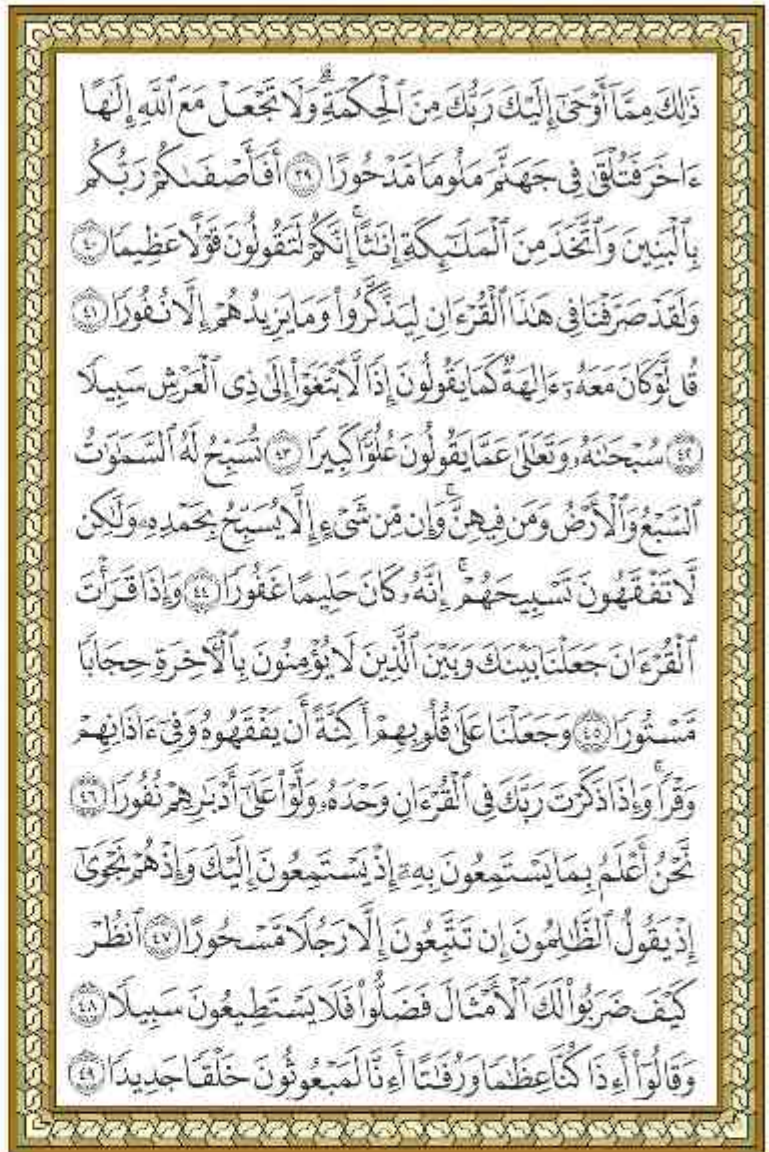 ذَٰلِكَ مِمَّآ أَوْحَىٰٓ إِلَيْكَ رَبُّكَ مِنَ ٱلْحِكْمَةِ ۗ وَلَا تَجْعَلْ مَعَ ٱللَّهِ إِلَٰهًا
ءَاخَرَ فَتُلْقَىٰ فِى جَهَنَّمَ مَلُومًا مَّدْحُورًا ٣٩ أَفَأَصْفَىٰكُمْ رَبُّكُم
بِٱلْبَنِينَ وَٱتَّخَذَ مِنَ ٱلْمَلَٰٓئِكَةِ إِنَٰثًا ۚ إِنَّكُمْ لَتَقُولُونَ قَوْلًا عَظِيمًا ٤٠
وَلَقَدْ صَرَّفْنَا فِى هَٰذَا ٱلْقُرْءَانِ لِيَذَّكَّرُوا۟ وَمَا يَزِيدُهُمْ إِلَّا نُفُورًا ٤١
قُل لَّوْ كَانَ مَعَهُۥٓ ءَالِهَةٌ كَمَا يَقُولُونَ إِذًا لَّٱبْتَغَوْا۟ إِلَىٰ ذِى ٱلْعَرْشِ سَبِيلًا
٤٢ سُبْحَٰنَهُۥ وَتَعَٰلَىٰ عَمَّا يَقُولُونَ عُلُوًّا كَبِيرًا ٤٣ تُسَبِّحُ لَهُ ٱلسَّمَٰوَٰتُ
ٱلسَّبْعُ وَٱلْأَرْضُ وَمَن فِيهِنَّ ۚ وَإِن مِّن شَىْءٍ إِلَّا يُسَبِّحُ بِحَمْدِهِۦ وَلَٰكِن
لَّا تَفْقَهُونَ تَسْبِيحَهُمْ ۗ إِنَّهُۥ كَانَ حَلِيمًا غَفُورًا ٤٤ وَإِذَا قَرَأْتَ
ٱلْقُرْءَانَ جَعَلْنَا بَيْنَكَ وَبَيْنَ ٱلَّذِينَ لَا يُؤْمِنُونَ بِٱلْءَاخِرَةِ حِجَابًا
مَّسْتُورًا ٤٥ وَجَعَلْنَا عَلَىٰ قُلُوبِهِمْ أَكِنَّةً أَن يَفْقَهُوهُ وَفِىٓ ءَاذَانِهِمْ
وَقْرًا ۚ وَإِذَا ذَكَرْتَ رَبَّكَ فِى ٱلْقُرْءَانِ وَحْدَهُۥ وَلَّوْا۟ عَلَىٰٓ أَدْبَٰرِهِمْ نُفُورًا ٤٦
نَّحْنُ أَعْلَمُ بِمَا يَسْتَمِعُونَ بِهِۦٓ إِذْ يَسْتَمِعُونَ إِلَيْكَ وَإِذْ هُمْ نَجْوَىٰٓ
إِذْ يَقُولُ ٱلظَّٰلِمُونَ إِن تَتَّبِعُونَ إِلَّا رَجُلًا مَّسْحُورًا ٤٧ ٱنظُرْ
كَيْفَ ضَرَبُوا۟ لَكَ ٱلْأَمْثَالَ فَضَلُّوا۟ فَلَا يَسْتَطِيعُونَ سَبِيلًا ٤٨
وَقَالُوٓا۟ أَءِذَا كُنَّا عِظَٰمًا وَرُفَٰتًا أَءِنَّا لَمَبْعُوثُونَ خَلْقًا جَدِيدًا ٤٩